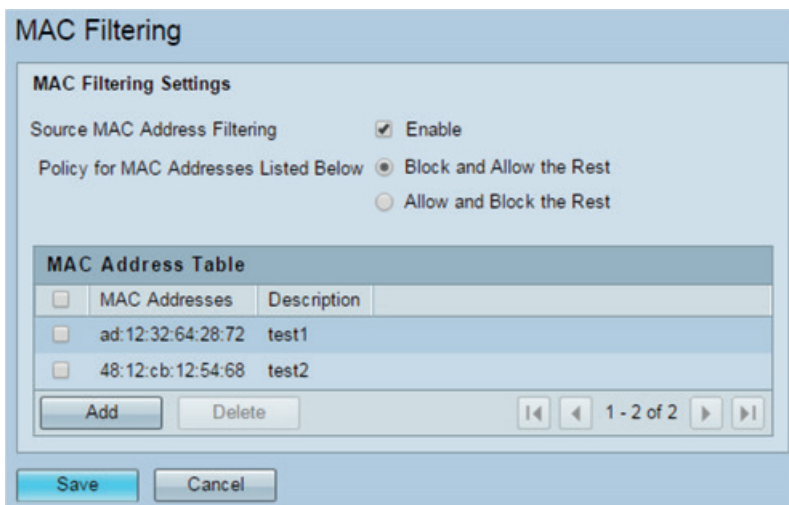 MAC Filtering
MAC Filtering Settings
Source MAC Address Filtering Enable
Policy for MAC Addresses Listed Below Block and Allow the Rest
Allow and Block the Rest
MAC Address Table
MAC Addresses Description
ad:12:32:64:28:72 test1
48:12:cb:12:54:68 test2
Add Delete 1 - 2 of 2
Save Cancel